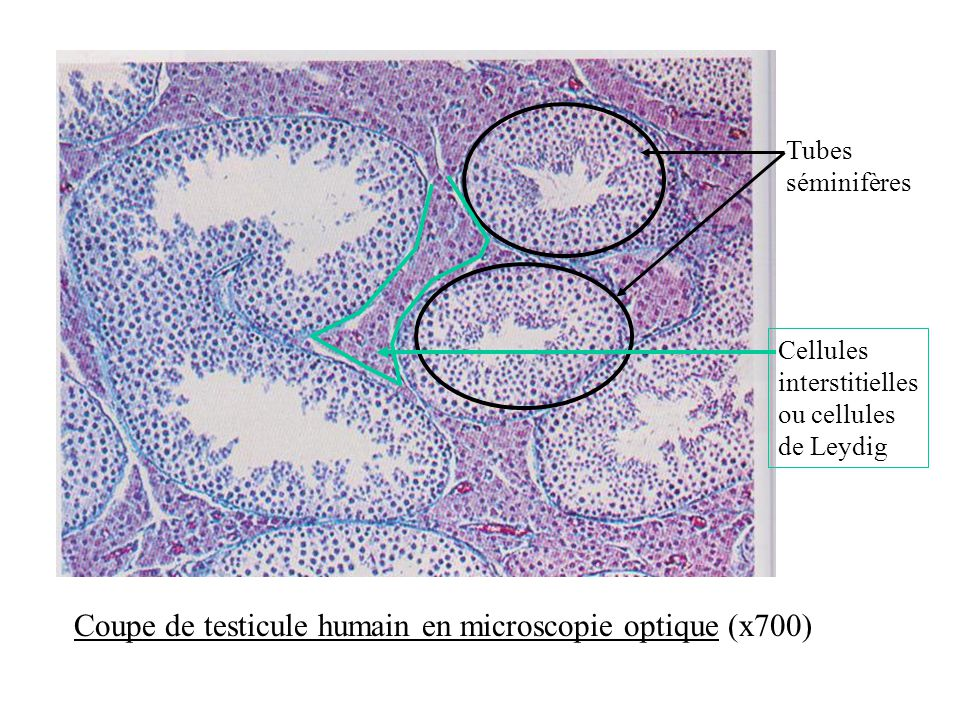 Tubes
séminifères
Cellules
interstitielles
ou cellules
de Leydig
Coupe de testicule humain en microscopie optique (x700)